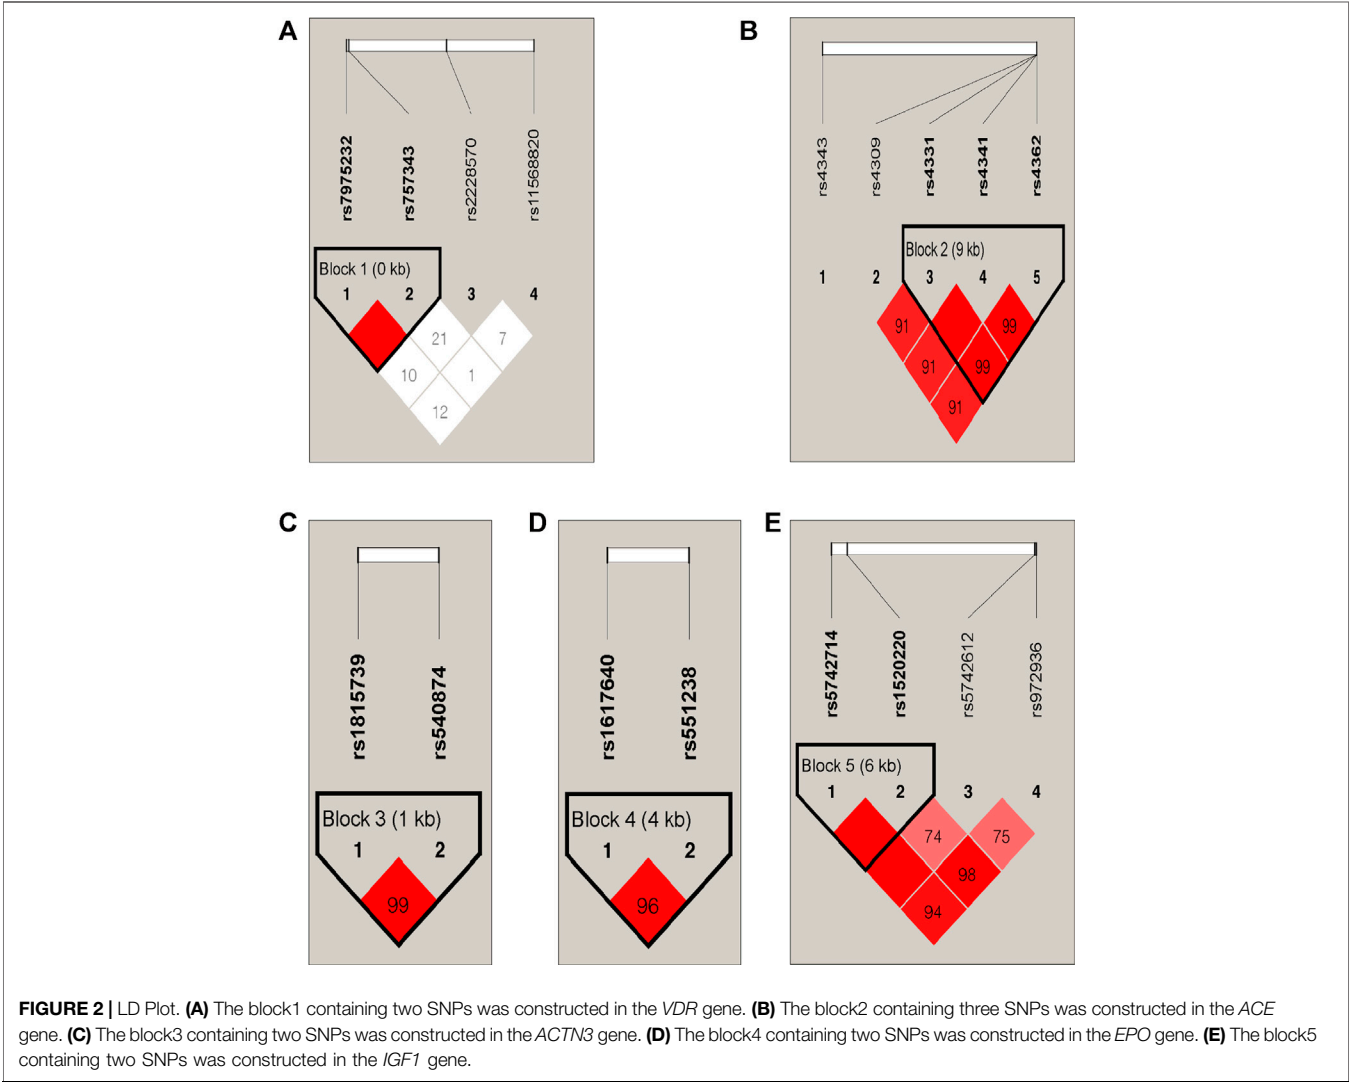 A
rs7975232
rs757343
rs2228570
rs11568820
Block 1 (0 kb)
1 2 3 4
21 7
10 1
12
B
rs4343
rs4309
rs4331
rs4341
rs4362
Block 2 (9 kb)
1 2 3 4 5
91 99
91 99
91
C
rs1815739
rs540874
Block 3 (1 kb)
1 2
99
D
rs1617640
rs551238
Block 4 (4 kb)
1 2
96
E
rs5742714
rs1520220
rs5742612
rs972936
Block 5 (6 kb)
1 2 3 4
74 75
98
94
FIGURE 2 | LD Plot. (A) The block1 containing two SNPs was constructed in the VDR gene. (B) The block2 containing three SNPs was constructed in the ACE
gene. (C) The block3 containing two SNPs was constructed in the ACTN3 gene. (D) The block4 containing two SNPs was constructed in the EPO gene. (E) The block5
containing two SNPs was constructed in the IGF1 gene.